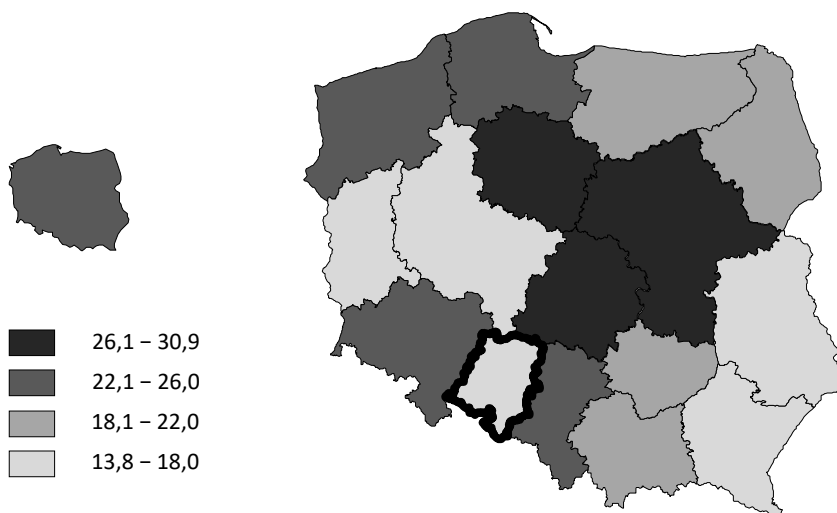 26,1 – 30,9
22,1 – 26,0
18,1 – 22,0
13,8 – 18,0